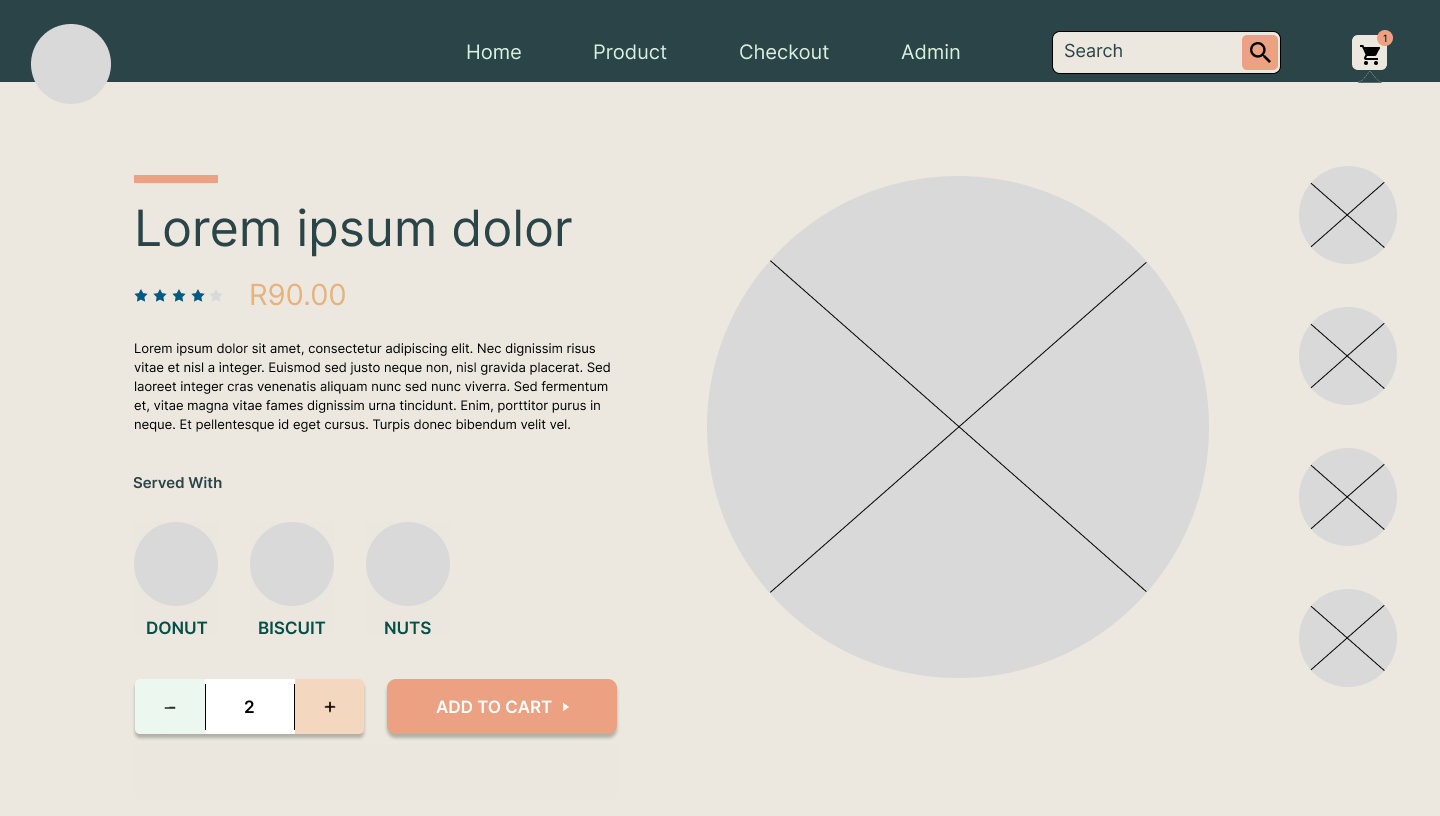 Home
Product
Checkout
Admin
Search
1
Lorem ipsum dolor
R90.00
Lorem ipsum dolor sit amet, consectetur adipiscing elit. Nec dignissim risus
vitae et nisl a integer. Euismod sed justo neque non, nisl gravida placerat. Sed
laoreet integer cras venenatis aliquam nunc sed nunc viverra. Sed fermentum
et, vitae magna vitae fames dignissim urna tincidunt. Enim, porttitor purus in
neque. Et pellentesque id eget cursus. Turpis donec bibendum velit vel.
Served With
DONUT
BISCUIT
NUTS
– 2 +
ADD TO CART